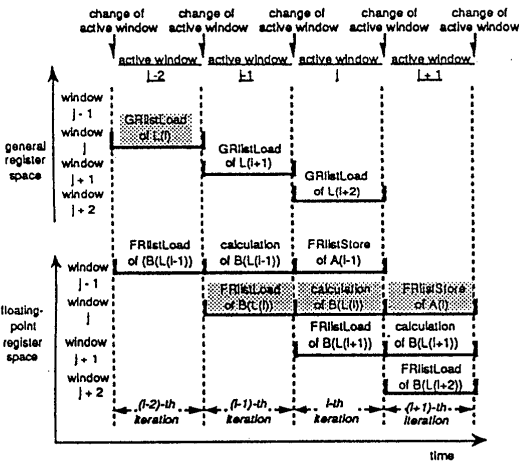 change of change of change of change of change of
active window active window active window active window active window
active window active window active window active window
j-2 j-1 j j + 1
window
j - 1
window
j
window
j + 1
window
j + 2
general
register
space
GRlistLoad
of L(i)
GRlistLoad
of L(i+1)
GRlistLoad
of L(i+2)
FRlistLoad calculation FRlistStore
of (B(L(i-1)) of B(L(i-1)) of A(i-1)
window
j - 1
FRlistLoad calculation FRlistStore
of B(L(i)) of B(L(i)) of A(i)
window
j
floating-
point
register
space
FRlistLoad calculation
of B(L(i+1)) of B(L(i+1))
window
j + 1
FRlistLoad
of B(L(i+2))
window
j + 2
(i-2)-th (i-1)-th i-th (i+1)-th
iteration iteration iteration iteration
time